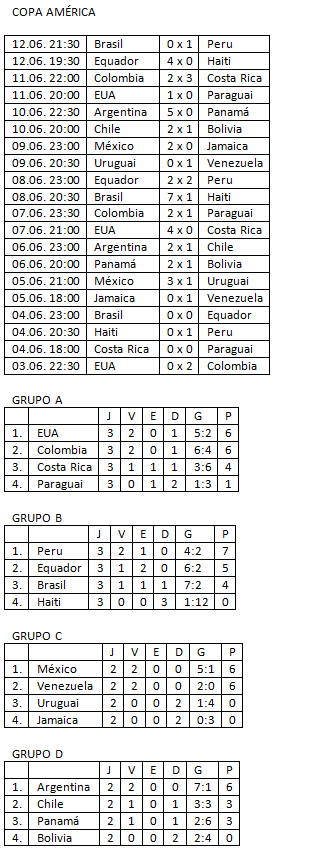 COPA AMÉRICA
12.06. 21:30 Brasil 0 x 1 Peru
12.06. 19:30 Equador 4 x 0 Haiti
11.06. 22:00 Colombia 2 x 3 Costa Rica
11.06. 20:00 EUA 1 x 0 Paraguai
10.06. 22:30 Argentina 5 x 0 Panamá
10.06. 20:00 Chile 2 x 1 Bolivia
09.06. 23:00 México 2 x 0 Jamaica
09.06. 20:30 Uruguai 0 x 1 Venezuela
08.06. 23:00 Equador 2 x 2 Peru
08.06. 20:30 Brasil 7 x 1 Haiti
07.06. 23:30 Colombia 2 x 1 Paraguai
07.06. 21:00 EUA 4 x 0 Costa Rica
06.06. 23:00 Argentina 2 x 1 Chile
06.06. 20:00 Panamá 2 x 1 Bolivia
05.06. 21:00 México 3 x 1 Uruguai
05.06. 18:00 Jamaica 0 x 1 Venezuela
04.06. 23:00 Brasil 0 x 0 Equador
04.06. 20:30 Haiti 0 x 1 Peru
04.06. 18:00 Costa Rica 0 x 0 Paraguai
03.06. 22:30 EUA 0 x 2 Colombia
GRUPO A
J V E D G P
1. EUA 3 2 0 1 5:2 6
2. Colombia 3 2 0 1 6:4 6
3. Costa Rica 3 1 1 1 3:6 4
4. Paraguai 3 0 1 2 1:3 1
GRUPO B
J V E D G P
1. Peru 3 2 1 0 4:2 7
2. Equador 3 1 2 0 6:2 5
3. Brasil 3 1 1 1 7:2 4
4. Haiti 3 0 0 3 1:12 0
GRUPO C
J V E D G P
1. México 2 2 0 0 5:1 6
2. Venezuela 2 2 0 0 2:0 6
3. Uruguai 2 0 0 2 1:4 0
4. Jamaica 2 0 0 2 0:3 0
GRUPO D
J V E D G P
1. Argentina 2 2 0 0 7:1 6
2. Chile 2 1 0 1 3:3 3
3. Panamá 2 1 0 1 2:6 3
4. Bolivia 2 0 0 2 2:4 0